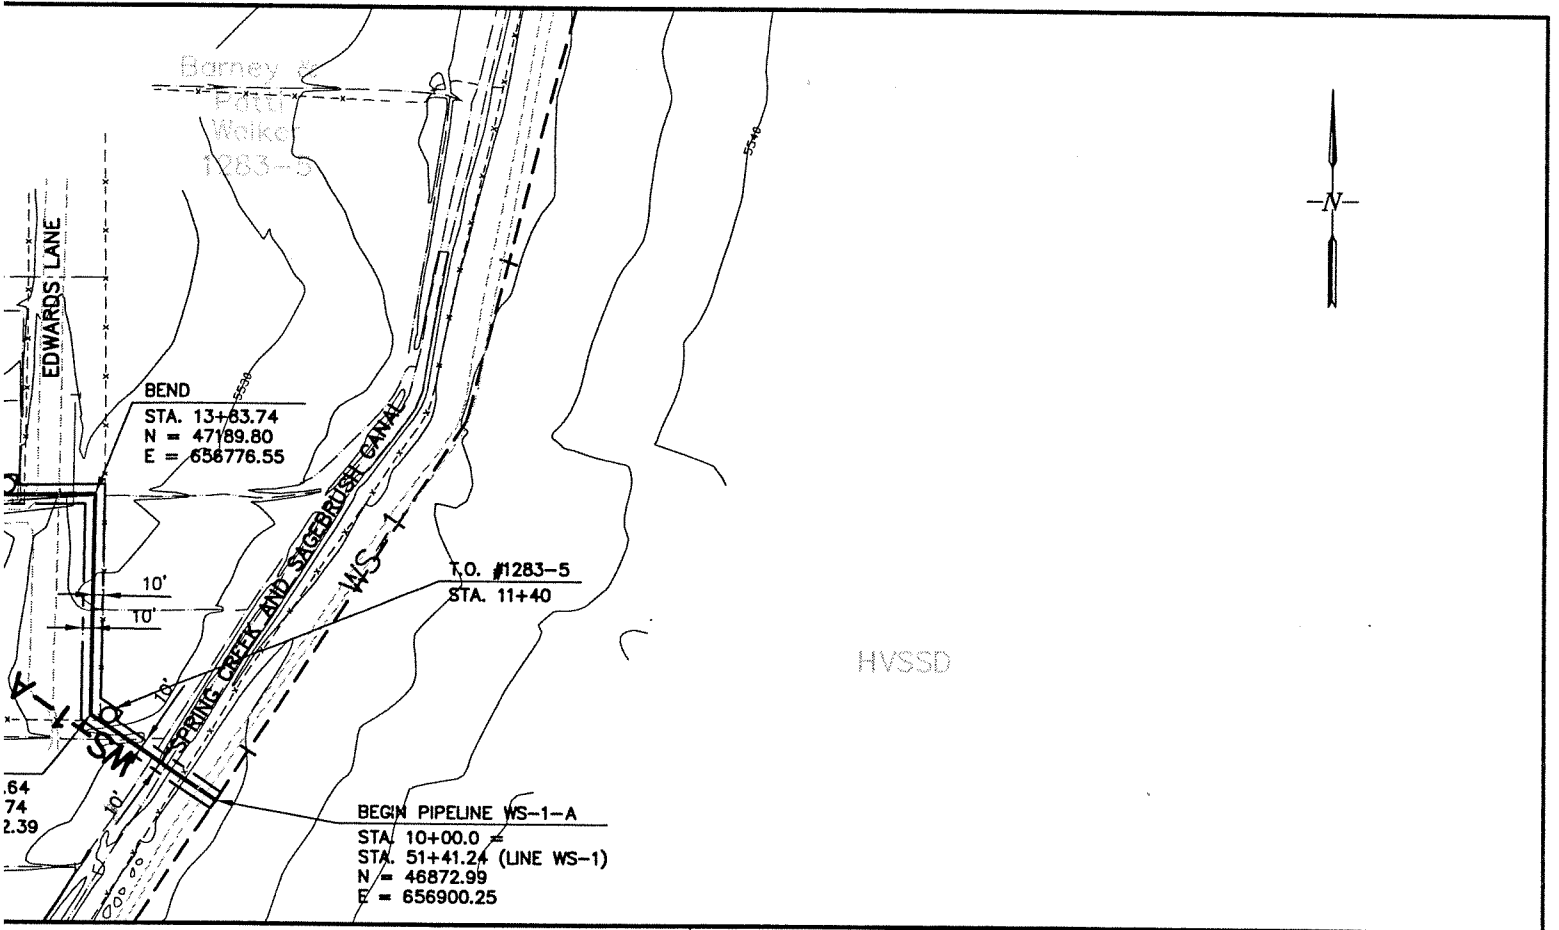 Barney &
Patti
Walker
1283-5
5540
-N-
EDWARDS LANE
5530
BEND
STA. 13+83.74
N = 47189.80
E = 656776.55
SPRING CREEK AND SAGEBRUSH CANAL
WS-1
T.O. #1283-5
STA. 11+40
10'
10'
10'
10'
HVSSD
WS-1-A
.64
74
2.39
BEGIN PIPELINE WS-1-A
STA. 10+00.0 =
STA. 51+41.24 (LINE WS-1)
N = 46872.99
E = 656900.25